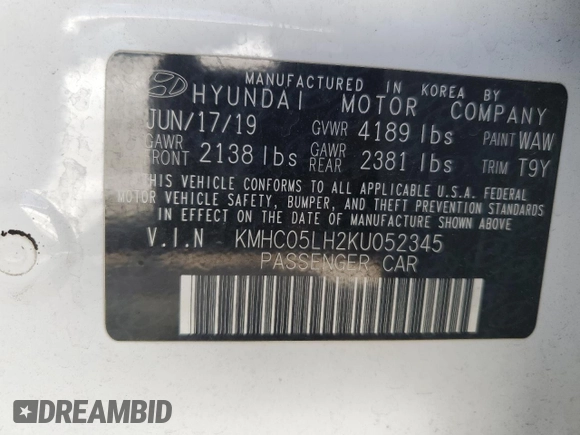 MANUFACTURED IN KOREA BY
HYUNDAI MOTOR COMPANY
JUN/17/19 GVWR 4189 lbs PAINT WAW
GAWR FRONT 2138 lbs GAWR REAR 2381 lbs TRIM T9Y
THIS VEHICLE CONFORMS TO ALL APPLICABLE U.S.A. FEDERAL
MOTOR VEHICLE SAFETY, BUMPER, AND THEFT PREVENTION STANDARDS
IN EFFECT ON THE DATE OF MANUFACTURE SHOWN ABOVE
V.I.N KMHC05LH2KU052345
PASSENGER CAR
DREAMBID